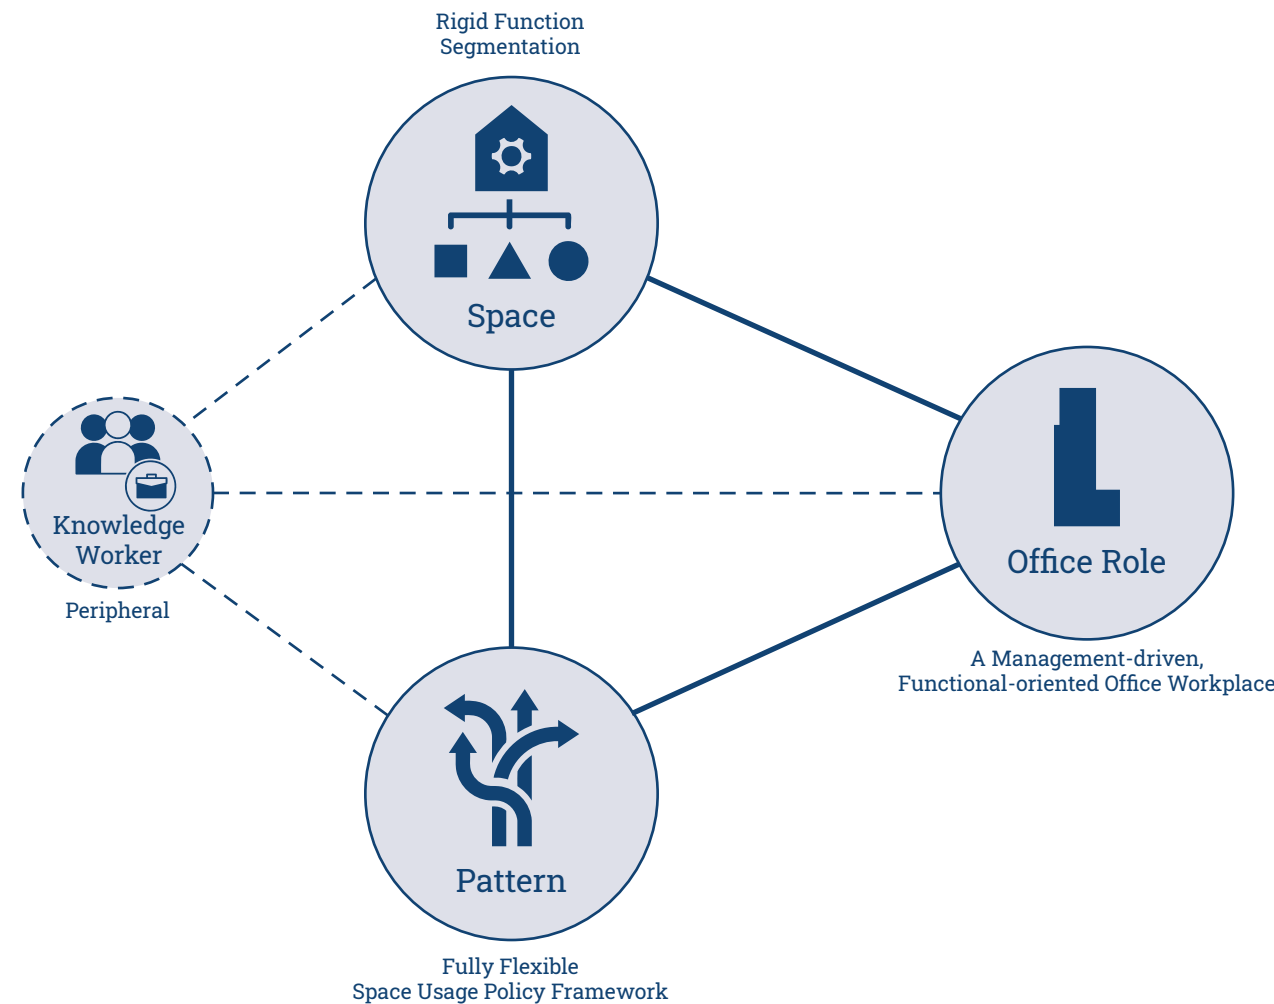 Rigid Function
Segmentation
Space
Knowledge
Worker
Peripheral
Office Role
A Management-driven,
Functional-oriented Office Workplace
Pattern
Fully Flexible
Space Usage Policy Framework